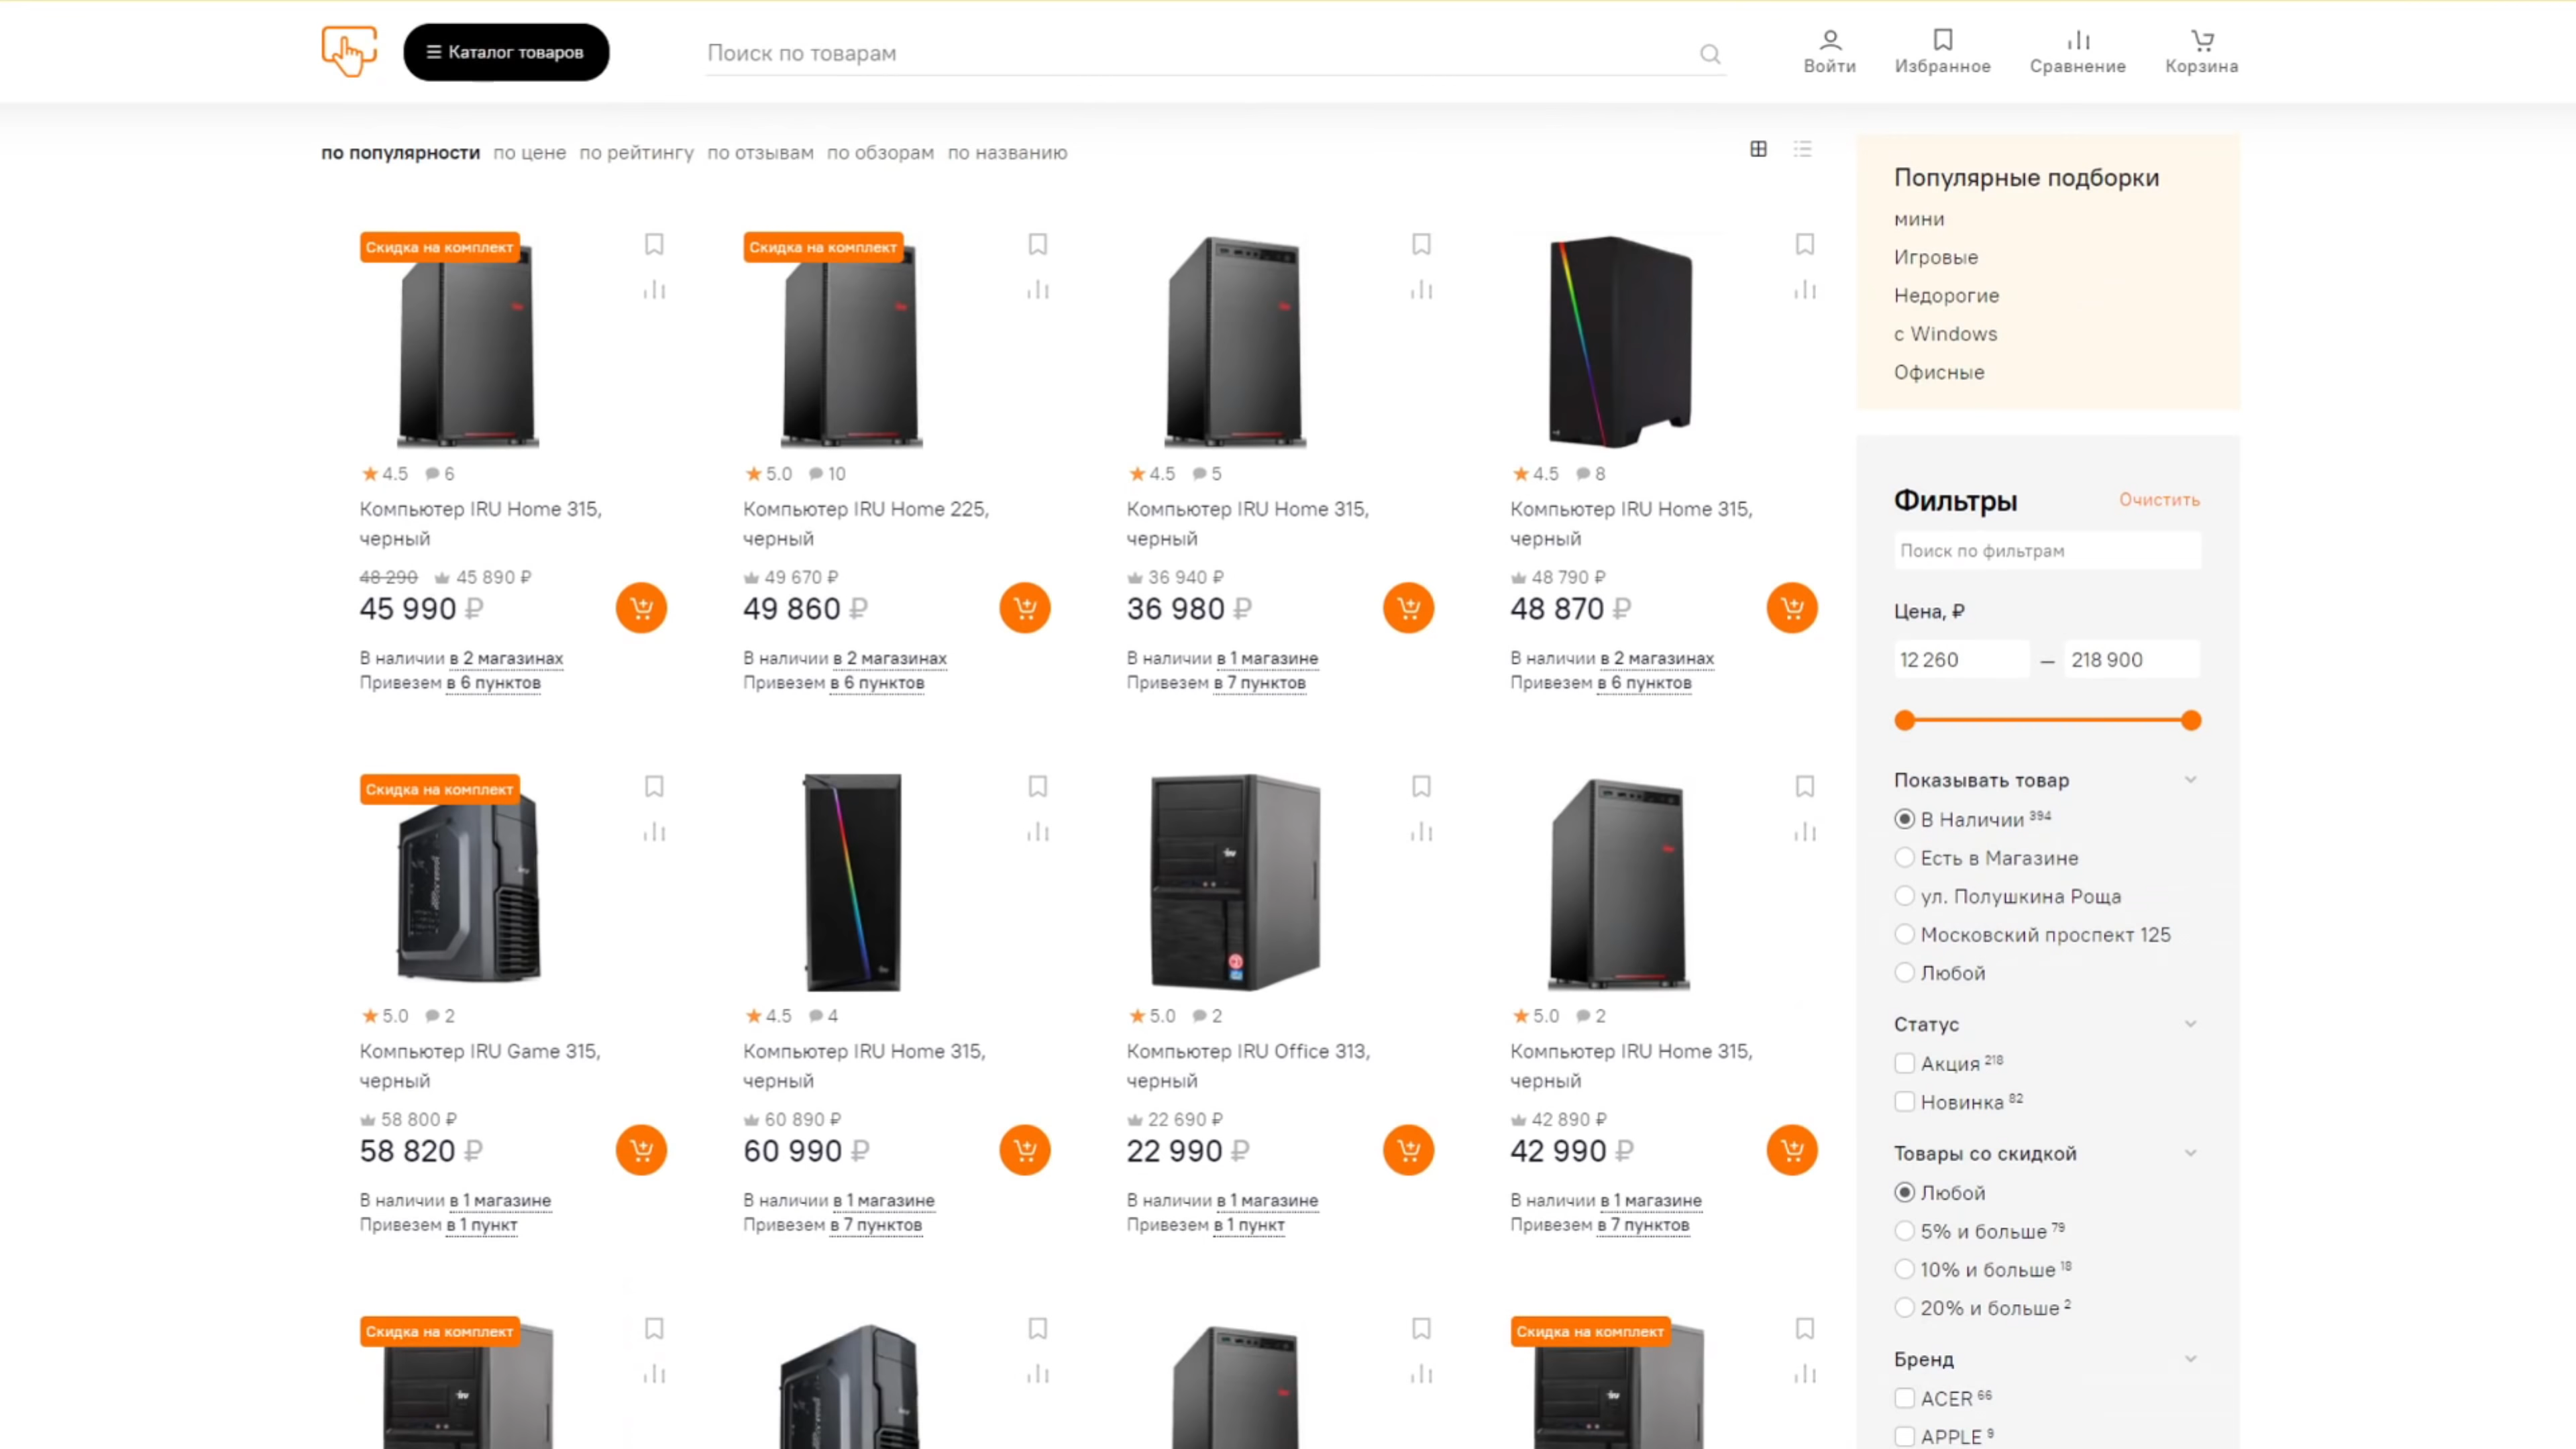 Каталог товаров
Поиск по товарам
Войти
Избранное
Сравнение
Корзина
по популярности по цене по рейтингу по отзывам по обзорам по названию
Скидка на комплект
4.5 6
Компьютер IRU Home 315,
черный
48 290 45 890 ₽
45 990 ₽
В наличии в 2 магазинах
Привезем в 6 пунктов
Скидка на комплект
5.0 10
Компьютер IRU Home 225,
черный
49 670 ₽
49 860 ₽
В наличии в 2 магазинах
Привезем в 6 пунктов
4.5 5
Компьютер IRU Home 315,
черный
36 940 ₽
36 980 ₽
В наличии в 1 магазине
Привезем в 7 пунктов
4.5 8
Компьютер IRU Home 315,
черный
48 790 ₽
48 870 ₽
В наличии в 2 магазинах
Привезем в 6 пунктов
Скидка на комплект
5.0 2
Компьютер IRU Game 315,
черный
58 800 ₽
58 820 ₽
В наличии в 1 магазине
Привезем в 1 пункт
4.5 4
Компьютер IRU Home 315,
черный
60 890 ₽
60 990 ₽
В наличии в 1 магазине
Привезем в 7 пунктов
5.0 2
Компьютер IRU Office 313,
черный
22 690 ₽
22 990 ₽
В наличии в 1 магазине
Привезем в 1 пункт
5.0 2
Компьютер IRU Home 315,
черный
42 890 ₽
42 990 ₽
В наличии в 1 магазине
Привезем в 7 пунктов
Скидка на комплект
Скидка на комплект
Популярные подборки
мини
Игровые
Недорогие
с Windows
Офисные
Фильтры Очистить
Поиск по фильтрам
Цена, ₽
12 260 — 218 900
Показывать товар
В Наличии 394
Есть в Магазине
ул. Полушкина Роща
Московский проспект 125
Любой
Статус
Акция 218
Новинка 82
Товары со скидкой
Любой
5% и больше 79
10% и больше 18
20% и больше 2
Бренд
ACER 66
APPLE 9